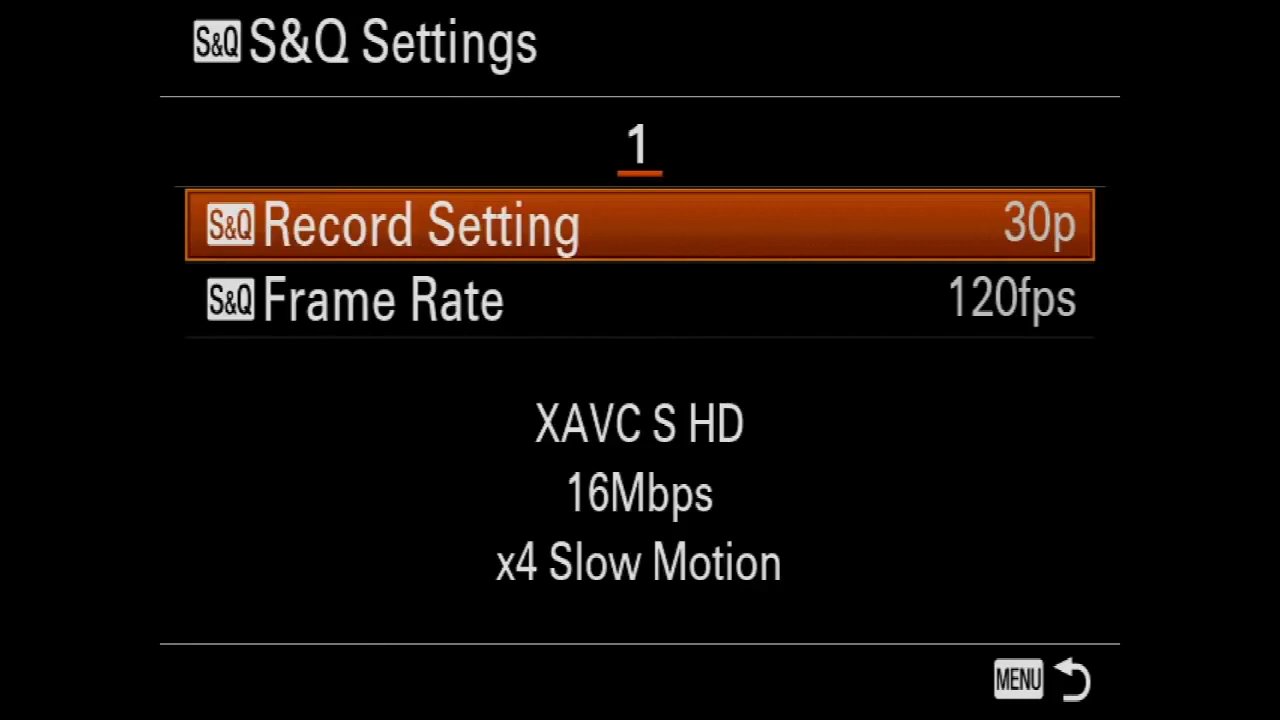 S&Q S&Q Settings
1
S&Q Record Setting 30p
S&Q Frame Rate 120fps
XAVC S HD
16Mbps
x4 Slow Motion
MENU